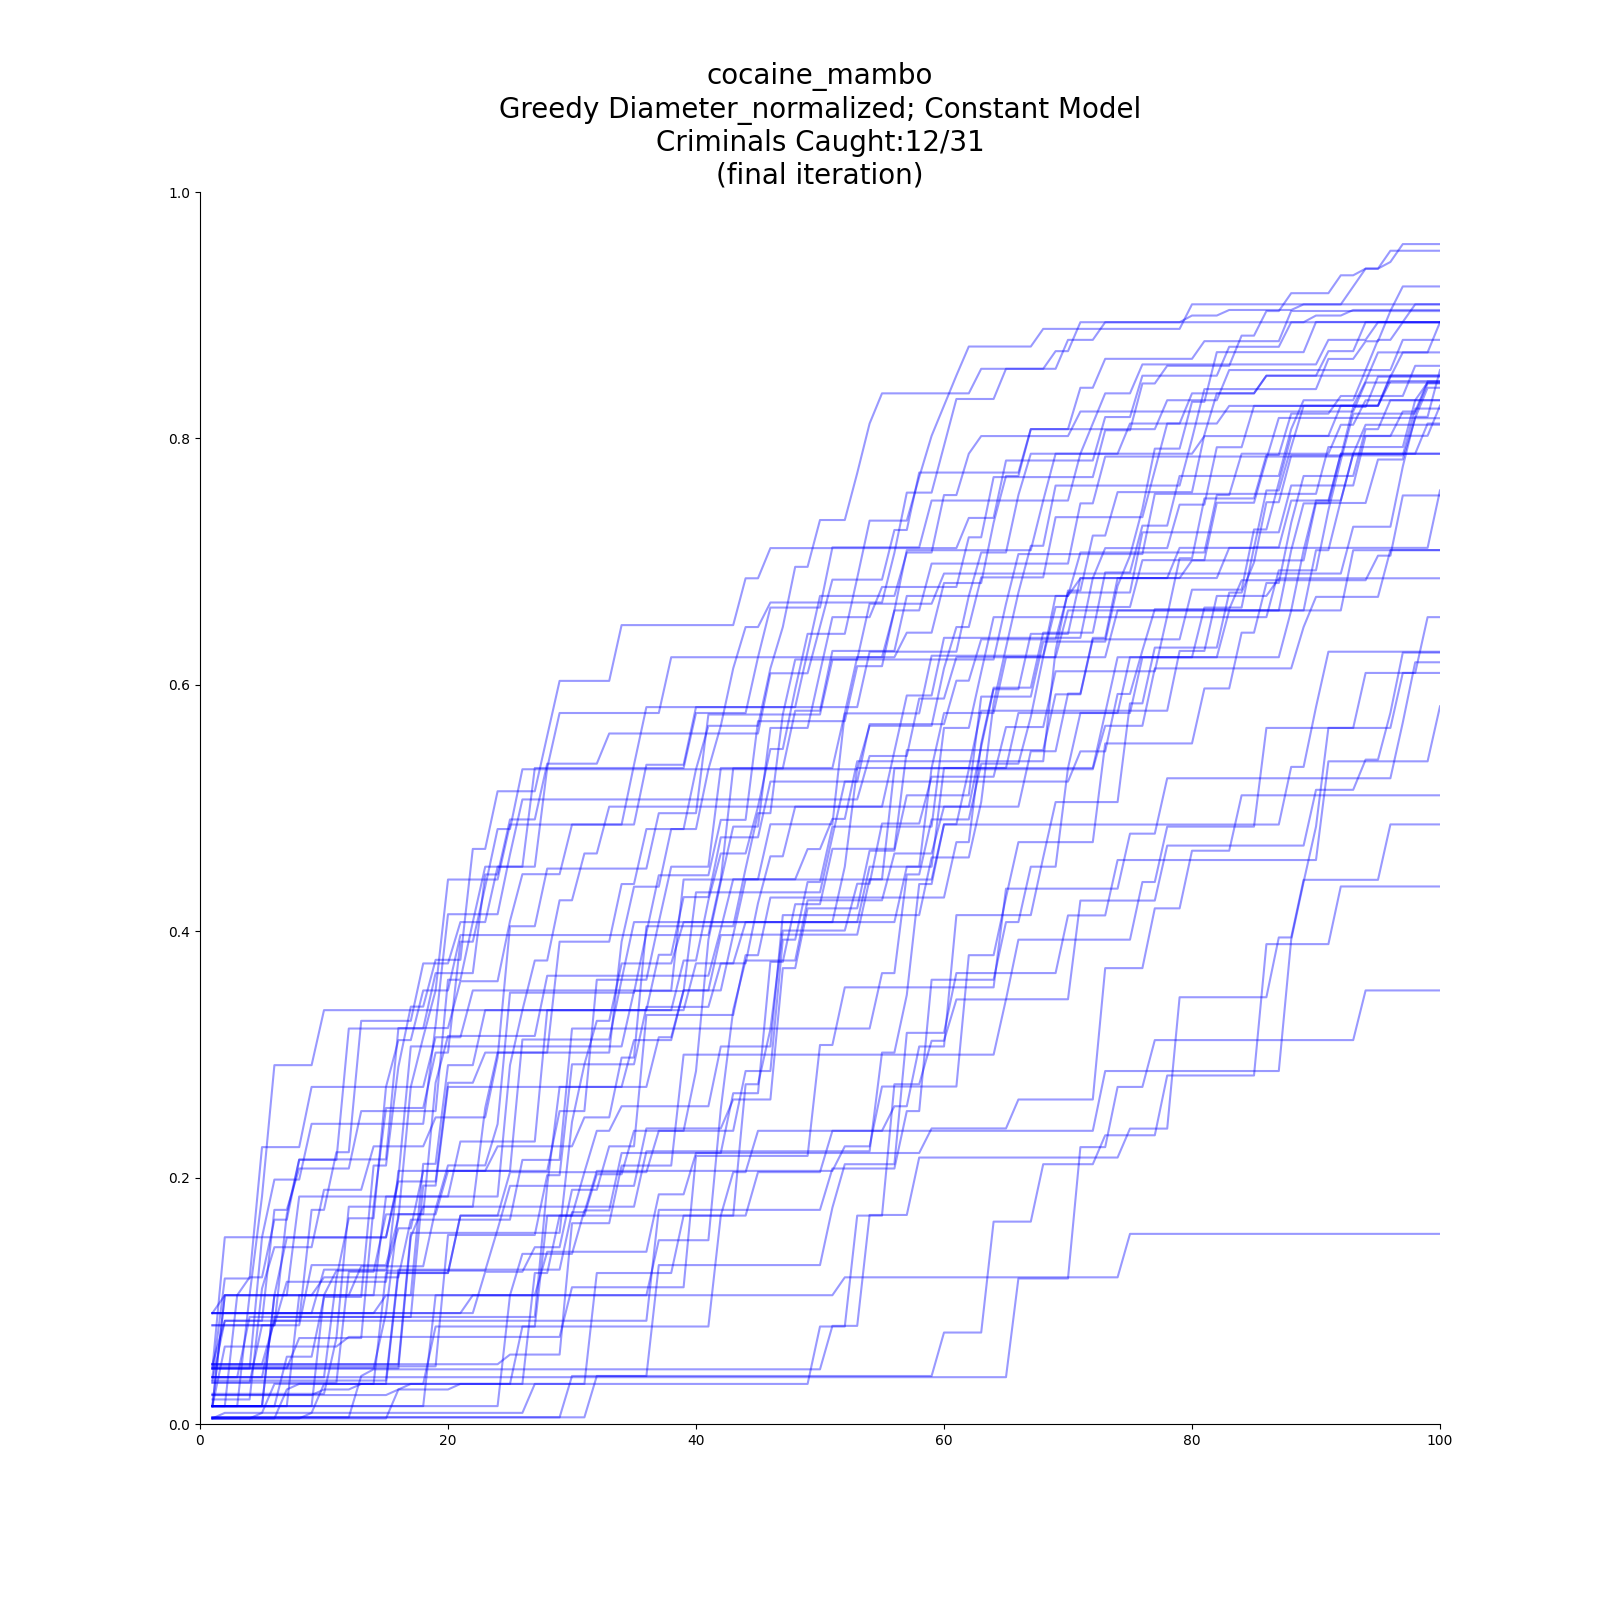 cocaine_mambo
Greedy Diameter_normalized; Constant Model
Criminals Caught:12/31
(final iteration)
1.0
0.8
0.6
0.4
0.2
0.0
0 20 40 60 80 100